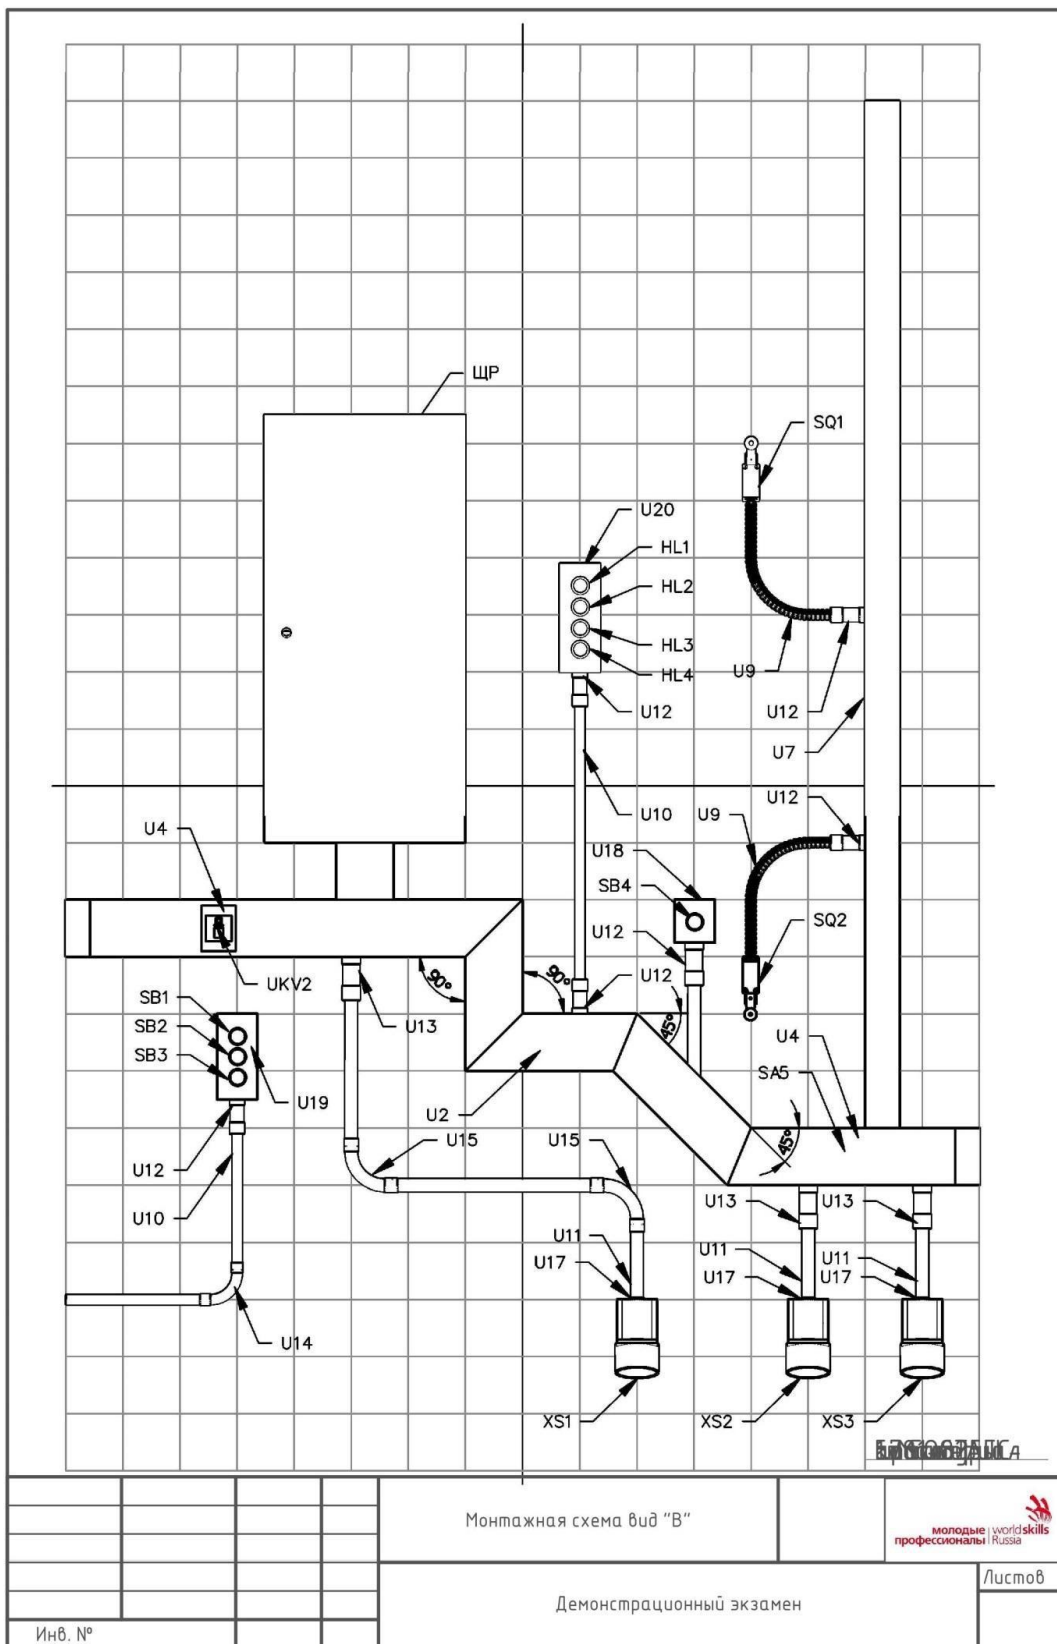 ЩР
SQ1
U20
HL1
HL2
HL3
HL4
U9
U12
U12
U7
U12
U10
U9
U4
U18
SB4
U12
SQ2
90°
90°
UKV2
U12
SB1
U13
45°
SB2
U4
SB3
SA5
U19
U2
45°
U15
U15
U12
U13
U13
U10
U11
U11
U11
U17
U17
U17
U14
XS1
XS2
XS3
Монтажная схема вид "В"
молодые профессионалы
worldskills Russia
Листов
Демонстрационный экзамен
Инв. №